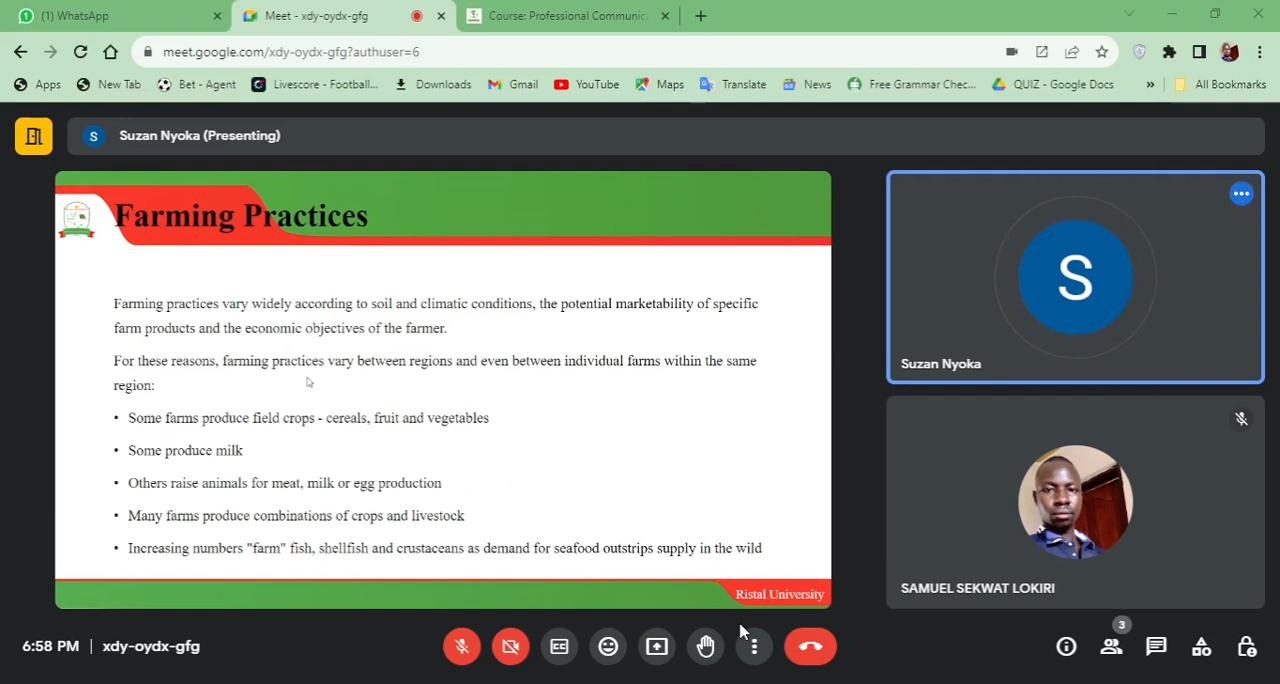 (1) WhatsApp
Meet - xdy-oydx-gfg
Course: Professional Communic
meet.google.com/xdy-oydx-gfg?authuser=6
Apps
New Tab
Bet - Agent
Livescore - Football...
Downloads
Gmail
YouTube
Maps
Translate
News
Free Grammar Chec...
QUIZ - Google Docs
»
All Bookmarks
S
Suzan Nyoka (Presenting)
Farming Practices
Farming practices vary widely according to soil and climatic conditions, the potential marketability of specific
farm products and the economic objectives of the farmer.
For these reasons, farming practices vary between regions and even between individual farms within the same
region:
• Some farms produce field crops - cereals, fruit and vegetables
• Some produce milk
• Others raise animals for meat, milk or egg production
• Many farms produce combinations of crops and livestock
• Increasing numbers "farm" fish, shellfish and crustaceans as demand for seafood outstrips supply in the wild
Ristal University
S
Suzan Nyoka
SAMUEL SEKWAT LOKIRI
6:58 PM | xdy-oydx-gfg
3